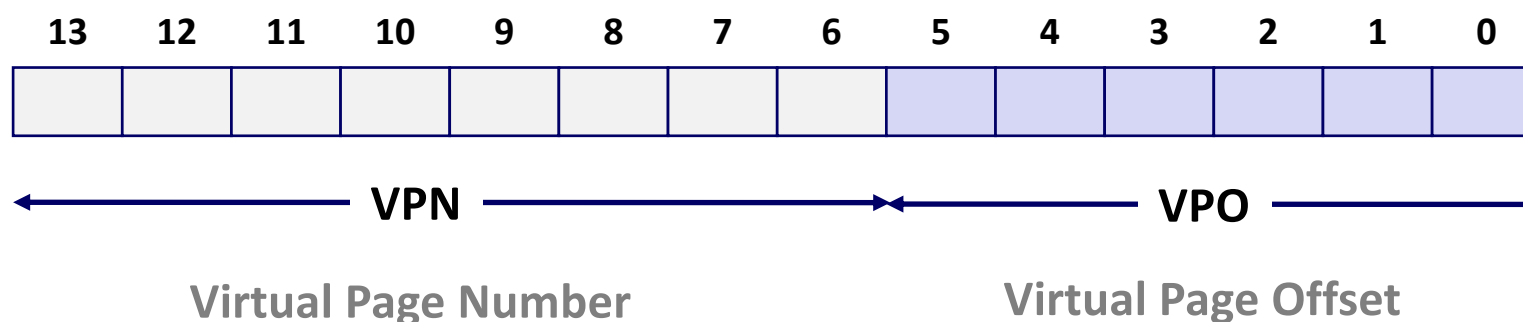 13 12 11 10 9 8 7 6 5 4 3 2 1 0
VPN VPO
Virtual Page Number Virtual Page Offset